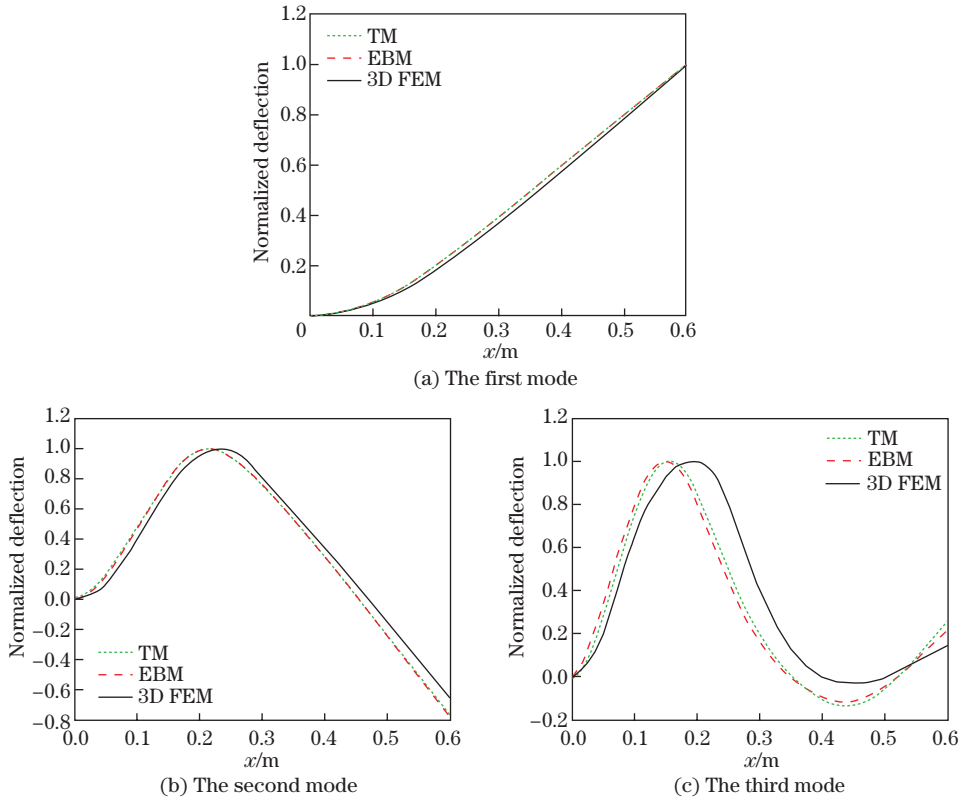 1.2
1.0
0.8
0.6
0.4
0.2
0
0.1
0.2
0.3
0.4
0.5
0.6
Normalized deflection
x/m
TM
EBM
3D FEM
(a) The first mode
1.2
1.0
0.8
0.6
0.4
0.2
0.0
−0.2
−0.4
−0.6
−0.8
0.0
0.1
0.2
0.3
0.4
0.5
0.6
Normalized deflection
x/m
TM
EBM
3D FEM
(b) The second mode
1.2
1.0
0.8
0.6
0.4
0.2
0.0
−0.2
0.0
0.1
0.2
0.3
0.4
0.5
0.6
Normalized deflection
x/m
TM
EBM
3D FEM
(c) The third mode